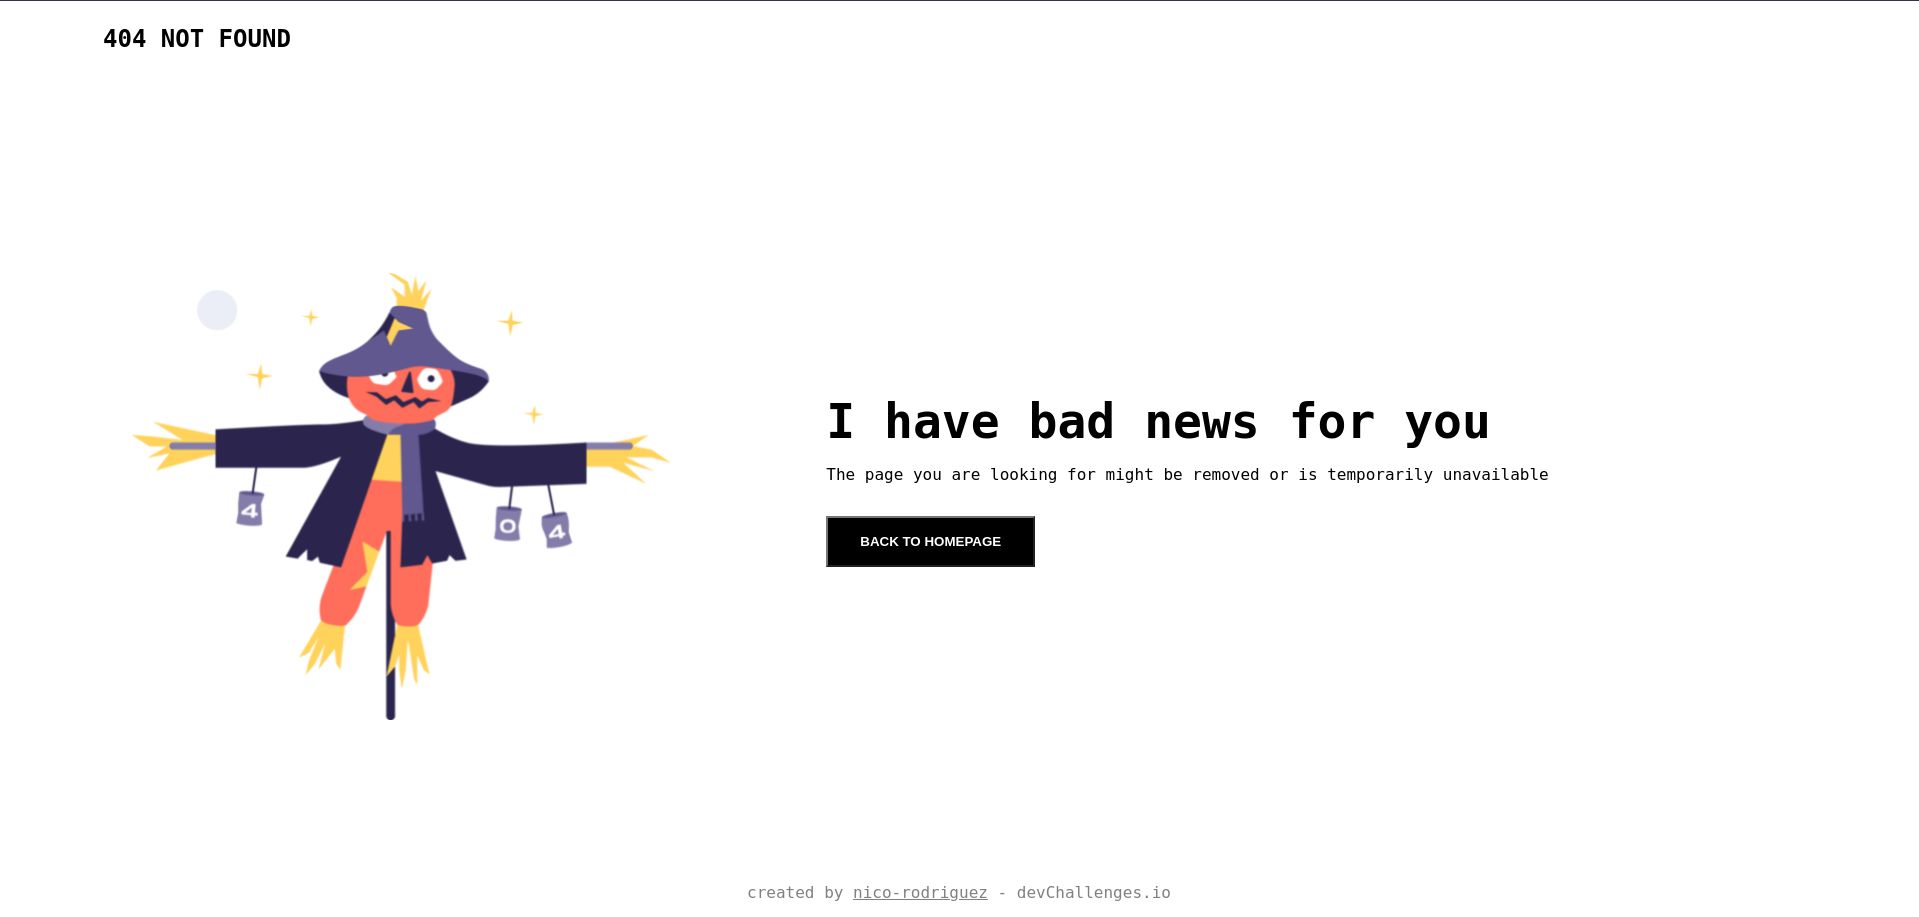 404 NOT FOUND
4
0
4
I have bad news for you
The page you are looking for might be removed or is temporarily unavailable
BACK TO HOMEPAGE
created by nico-rodriguez - devChallenges.io